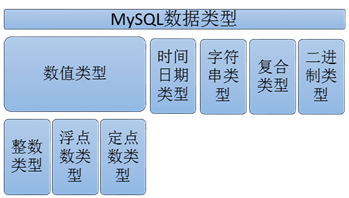 MySQL数据类型
数值类型
时间
日期
类型
字符
串类
型
复合
类型
二进
制类
型
整数
类型
浮点
数类
型
定点
数类
型